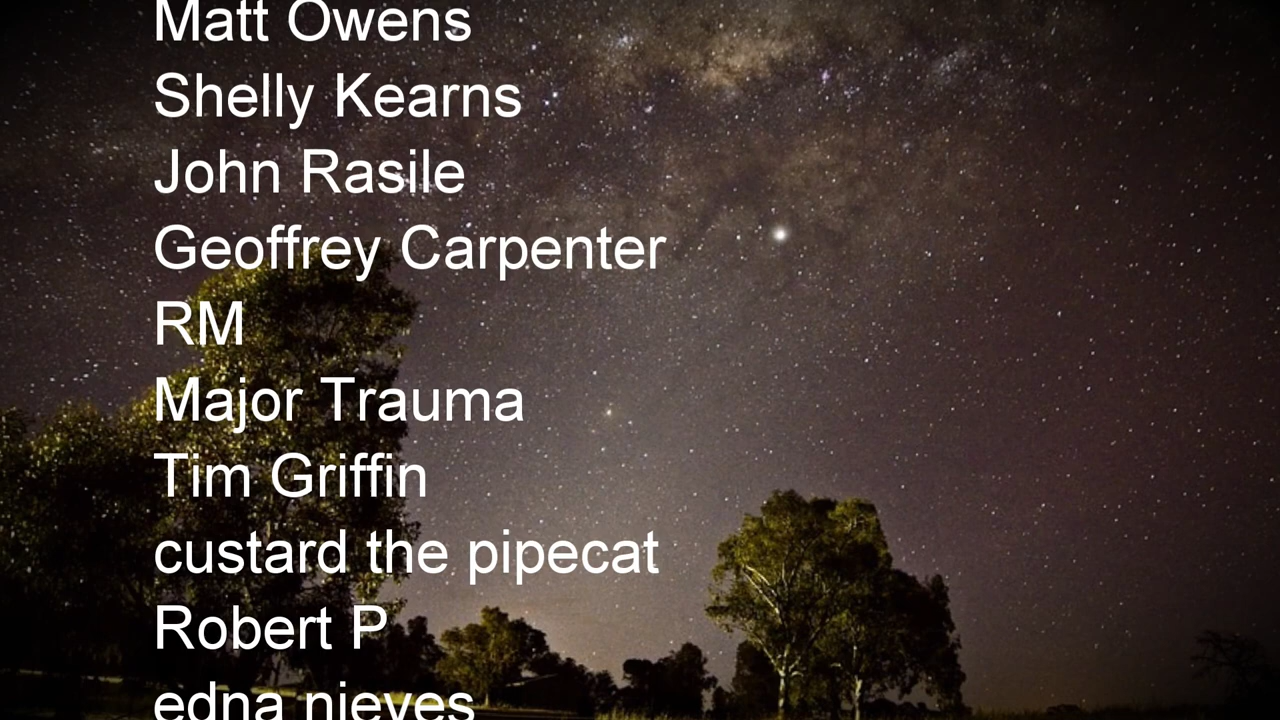 Matt Owens
Shelly Kearns
John Rasile
Geoffrey Carpenter
RM
Major Trauma
Tim Griffin
custard the pipecat
Robert P
edna nieves